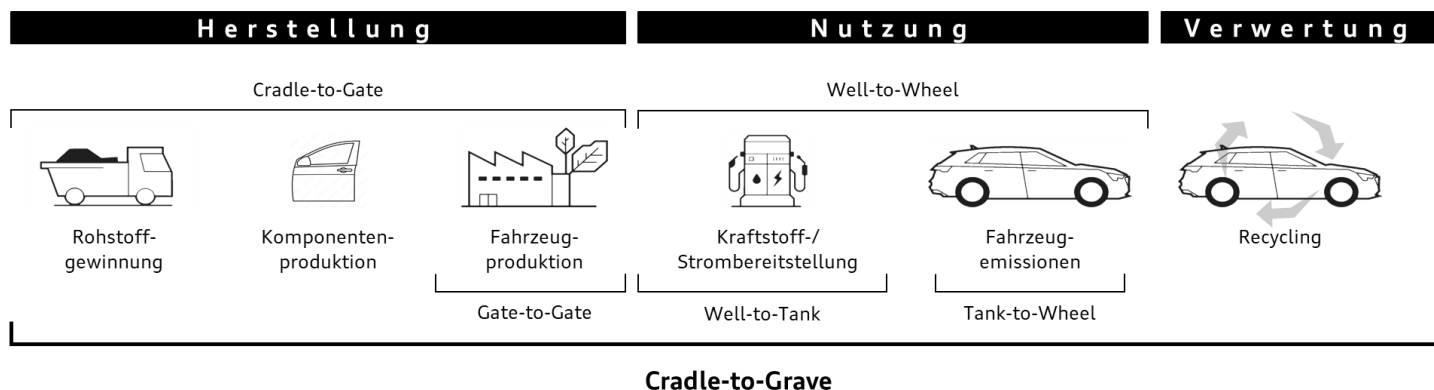 Herstellung
Nutzung
Verwertung
Cradle-to-Gate
Well-to-Wheel
Rohstoff-
gewinnung
Komponenten-
produktion
Fahrzeug-
produktion
Kraftstoff-/
Strombereitstellung
Fahrzeug-
emissionen
Recycling
Gate-to-Gate
Well-to-Tank
Tank-to-Wheel
Cradle-to-Grave